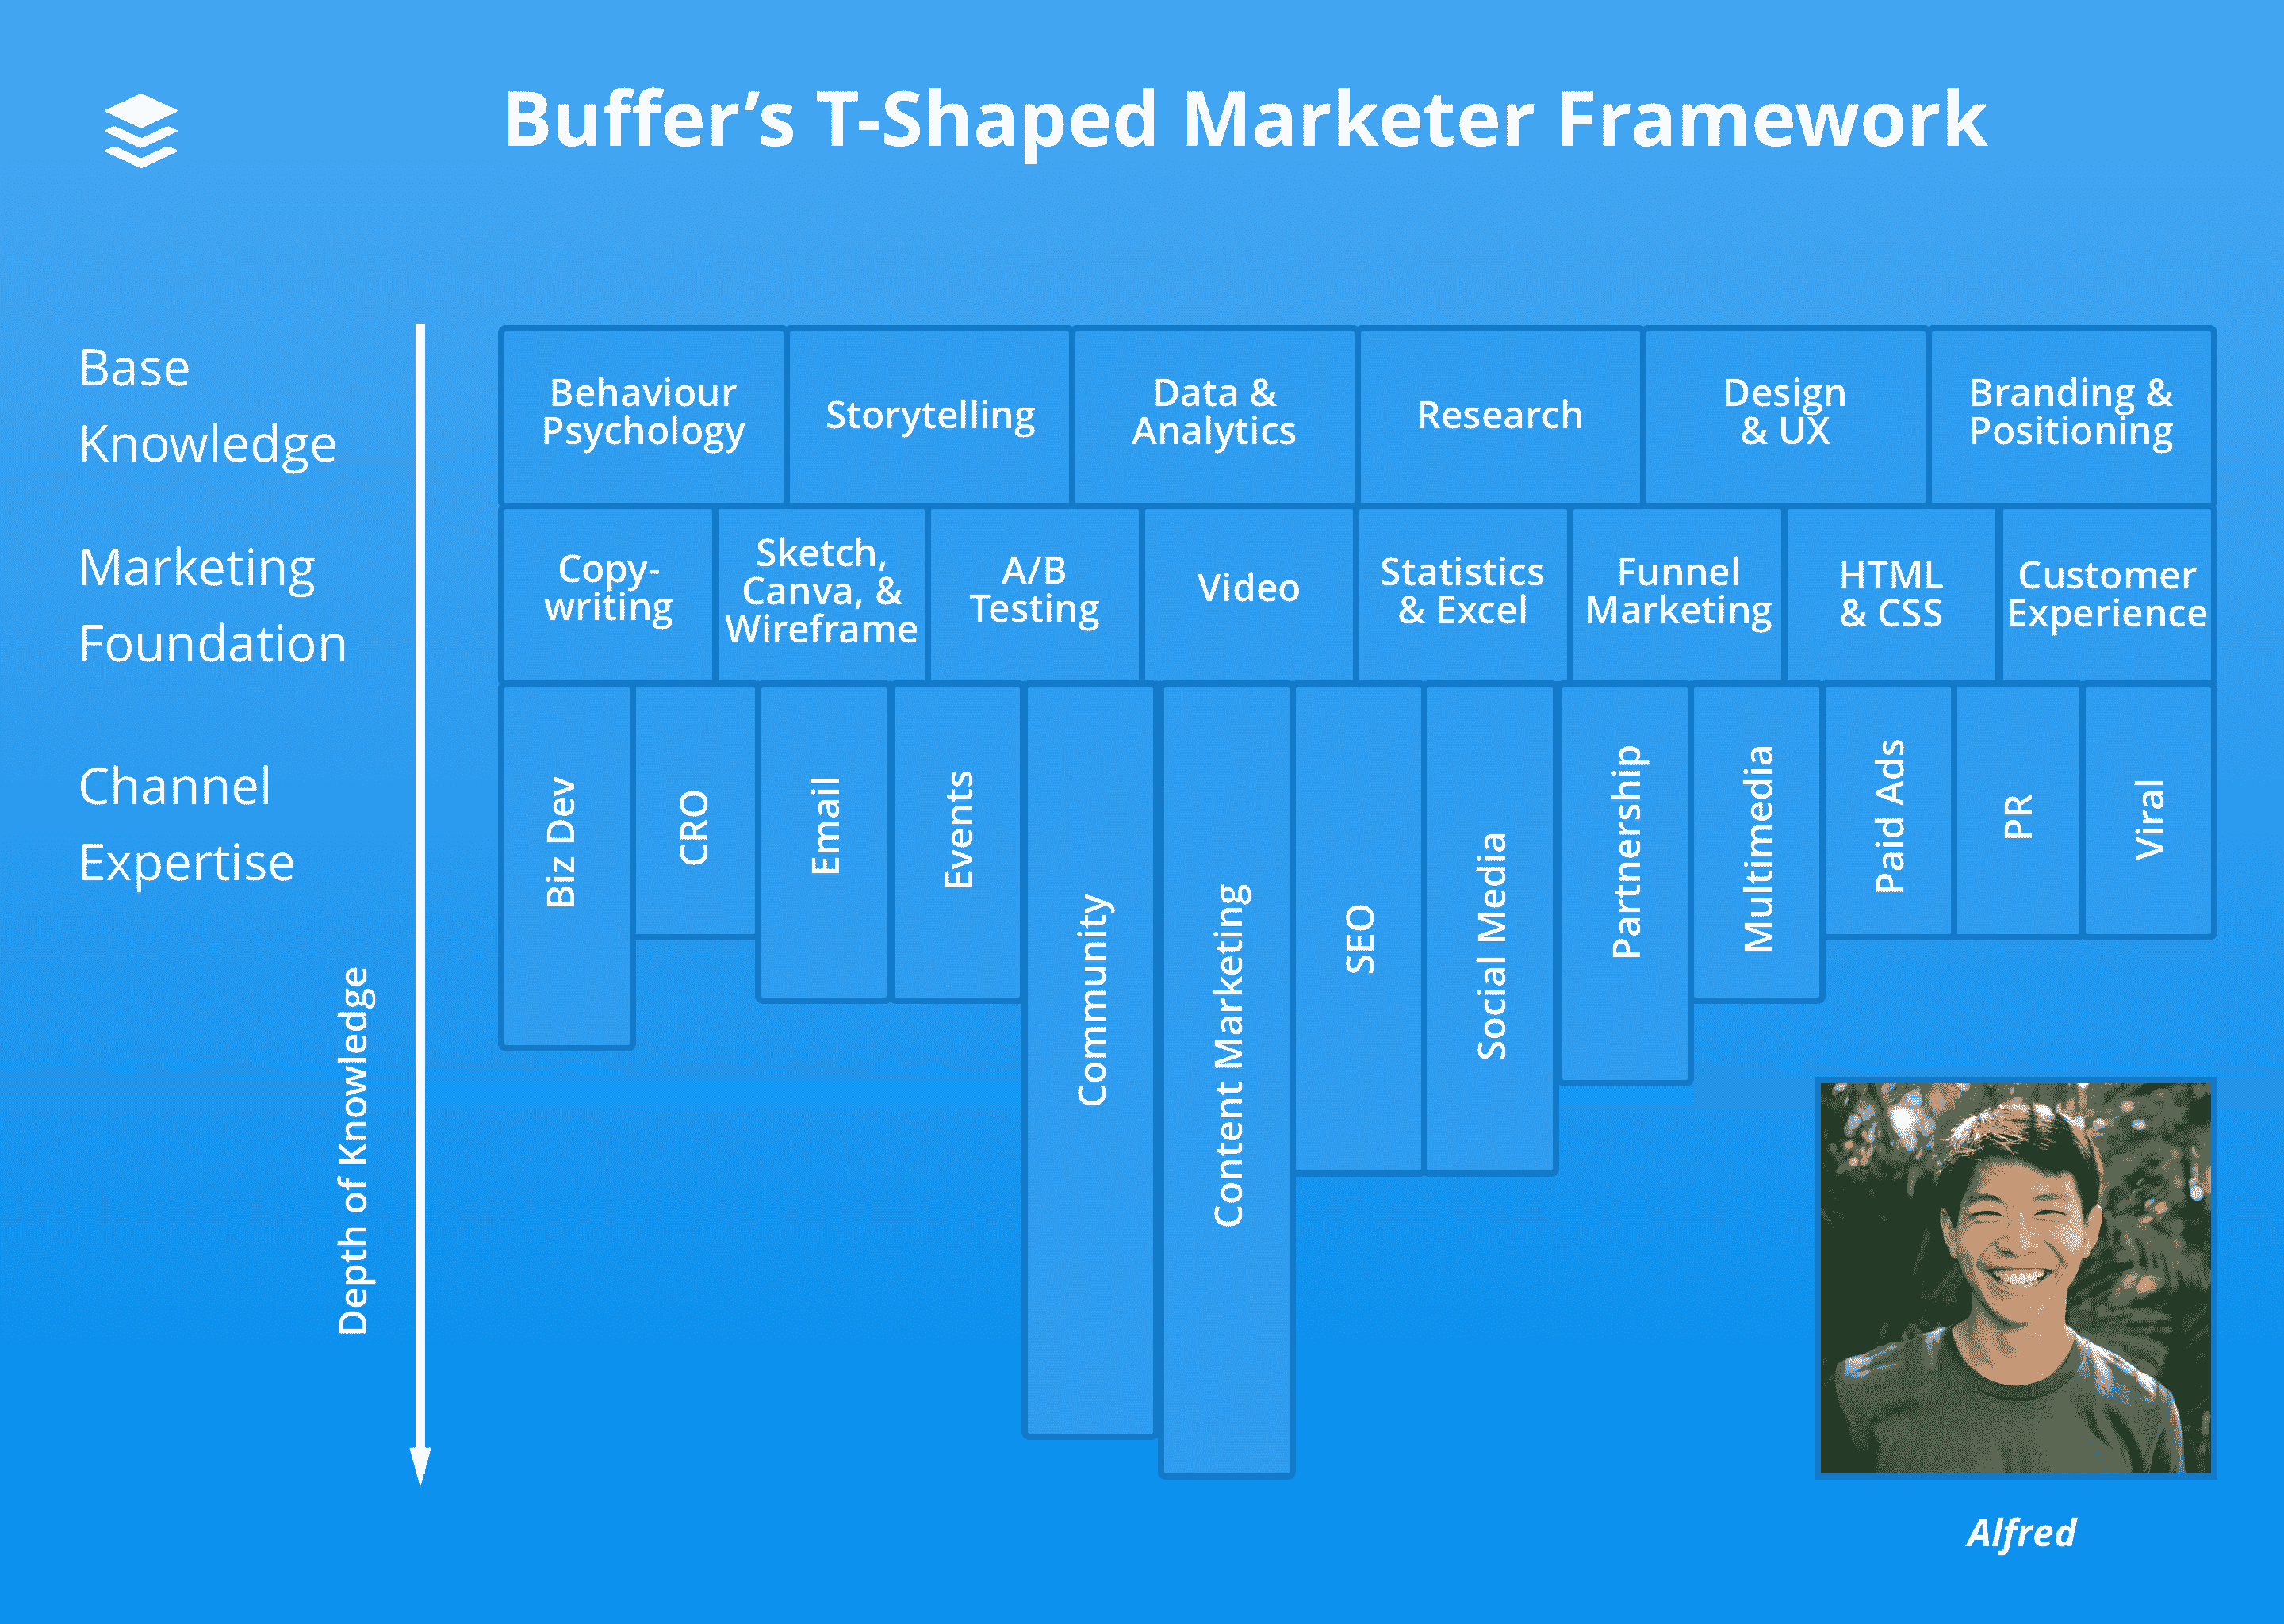 Buffer’s T-Shaped Marketer Framework
Base
Knowledge
Behaviour
Psychology
Storytelling
Data &
Analytics
Research
Design
& UX
Branding &
Positioning
Marketing
Foundation
Copy-
writing
Sketch,
Canva, &
Wireframe
A/B
Testing
Video
Statistics
& Excel
Funnel
Marketing
HTML
& CSS
Customer
Experience
Channel
Expertise
Biz Dev
CRO
Email
Events
Community
Content Marketing
SEO
Social Media
Partnership
Multimedia
Paid Ads
PR
Viral
Depth of Knowledge
Alfred